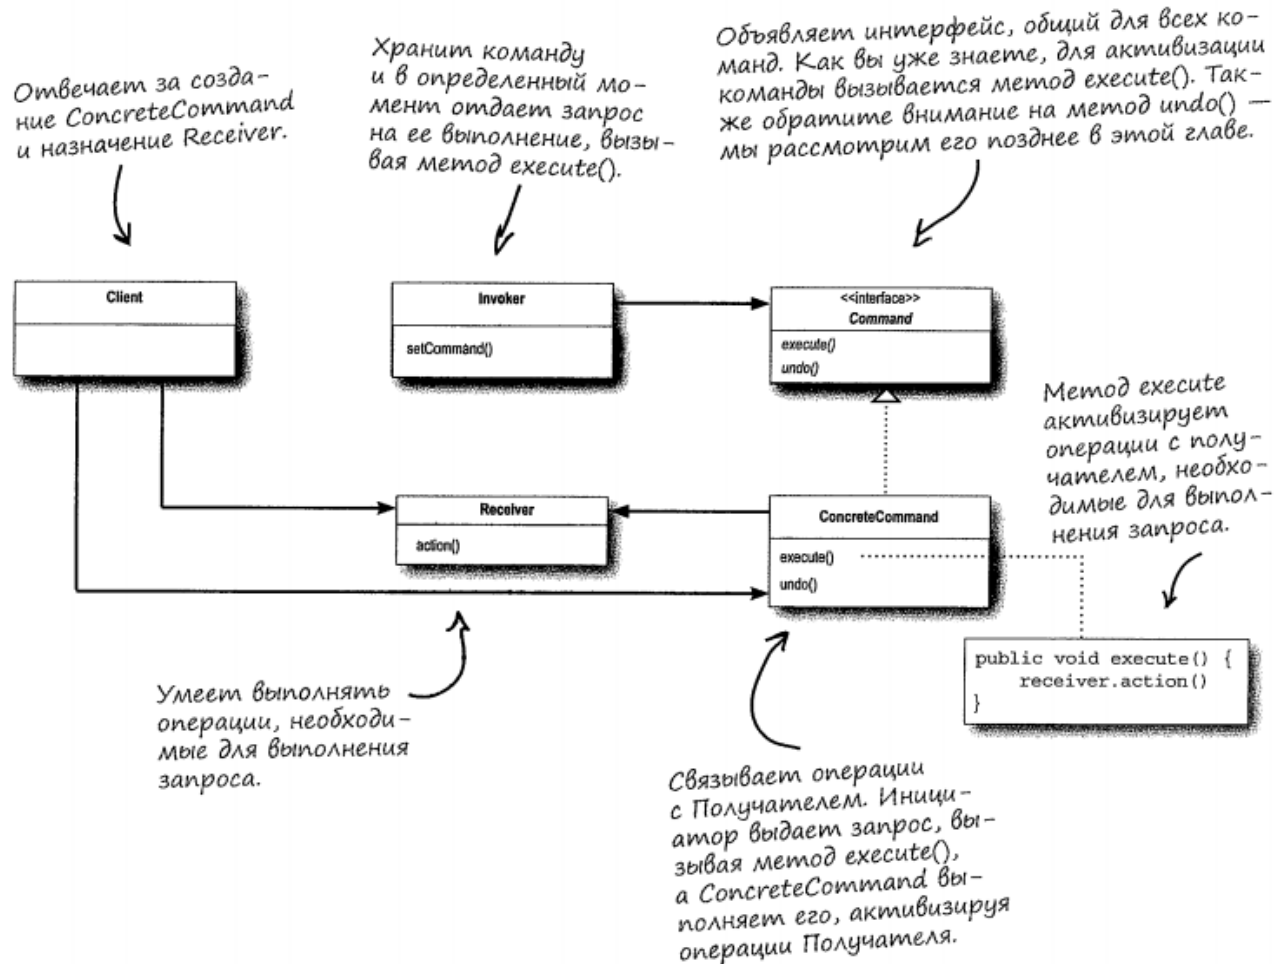 Отвечает за созда-
ние ConcreteCommand
и назначение Receiver.
Хранит команду
и в определенный мо-
мент отдает запрос
на ее выполнение, вызы-
вая метод execute().
Объявляет интерфейс, общий для всех ко-
манд. Как вы уже знаете, для активизации
команды вызывается метод execute(). Так-
же обратите внимание на метод undo() —
мы рассмотрим его позднее в этой главе.
Client
Invoker
setCommand()
<<interface>>
Command
execute()
undo()
Метод execute
активизирует
операции с полу-
чателем, необхо-
димые для выпол-
нения запроса.
Receiver
action()
ConcreteCommand
execute()
undo()
public void execute() {
receiver.action()
}
Умеет выполнять
операции, необходи-
мые для выполнения
запроса.
Связывает операции
с Получателем. Иници-
атор выдает запрос, вы-
зывая метод execute(),
а ConcreteCommand вы-
полняет его, активизируя
операции Получателя.